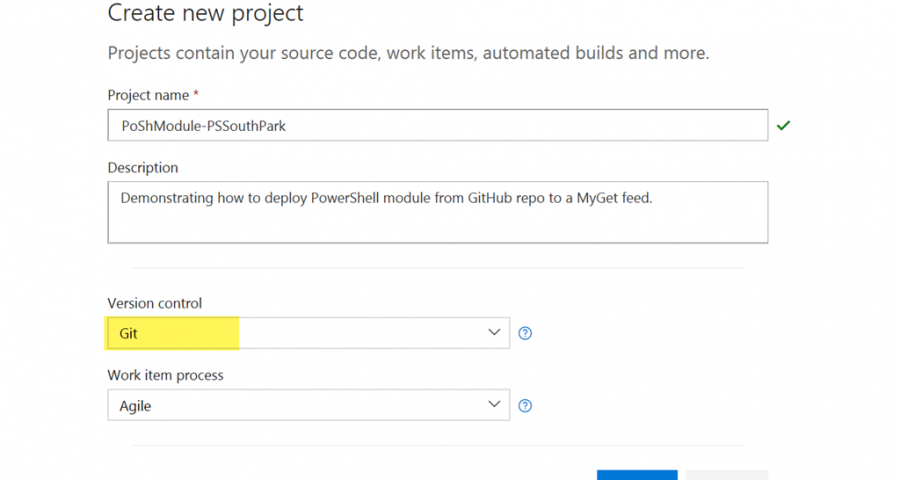 Create new project
Projects contain your source code, work items, automated builds and more.
Project name *
PoShModule-PSSouthPark
Description
Demonstrating how to deploy PowerShell module from GitHub repo to a MyGet feed.
Version control
Git
?
Work item process
Agile
?